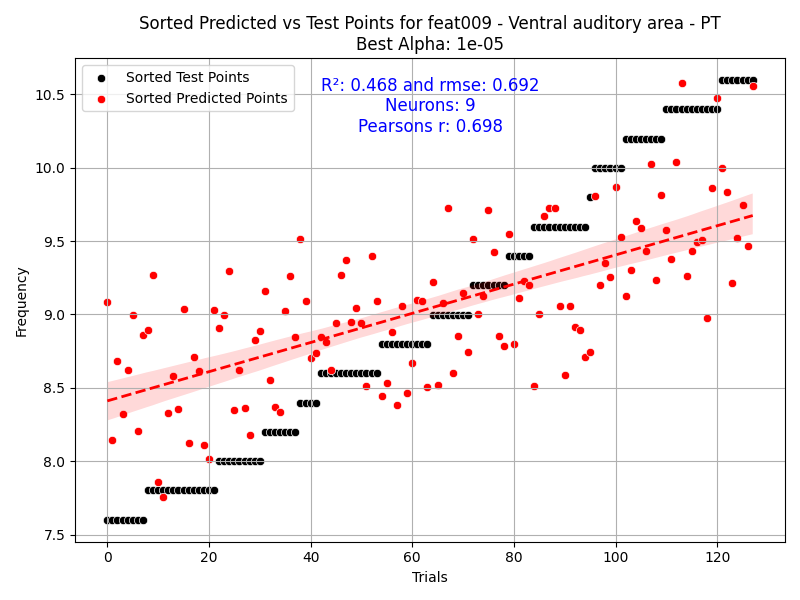 Sorted Predicted vs Test Points for feat009 - Ventral auditory area - PT
Best Alpha: 1e-05
Sorted Test Points
Sorted Predicted Points
R²: 0.468 and rmse: 0.692
Neurons: 9
Pearsons r: 0.698
Frequency
10.5
10.0
9.5
9.0
8.5
8.0
7.5
0 20 40 60 80 100 120
Trials